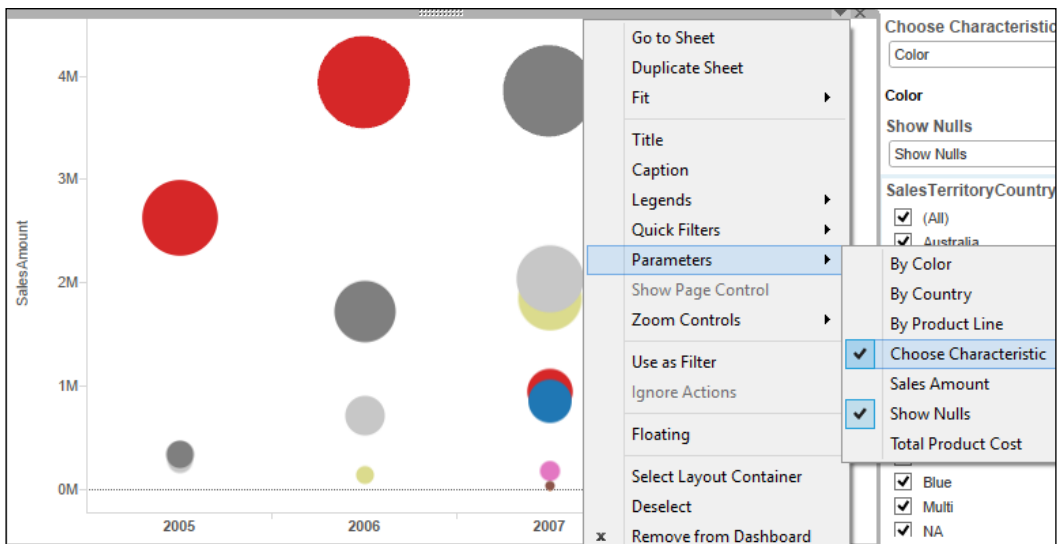 4M
3M
2M
1M
0M
SalesAmount
2005
2006
2007
Go to Sheet
Duplicate Sheet
Fit
Title
Caption
Legends
Quick Filters
Parameters
Show Page Control
Zoom Controls
Use as Filter
Ignore Actions
Floating
Select Layout Container
Deselect
x Remove from Dashboard
By Color
By Country
By Product Line
Choose Characteristic
Sales Amount
Show Nulls
Total Product Cost
Choose Characteristic
Color
Color
Show Nulls
Show Nulls
SalesTerritoryCountry
(All)
Australia
Blue
Multi
NA